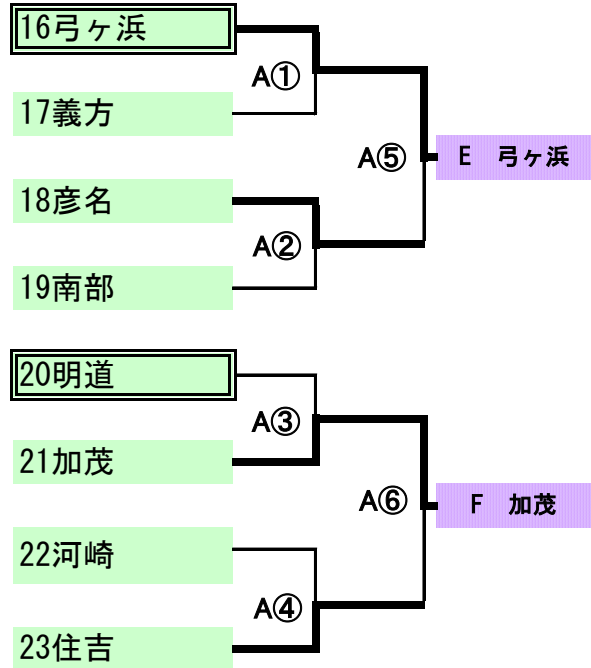 16弓ヶ浜
A①
17義方
A⑤
E 弓ヶ浜
18彦名
A②
19南部
20明道
A③
21加茂
A⑥
F 加茂
22河崎
A④
23住吉